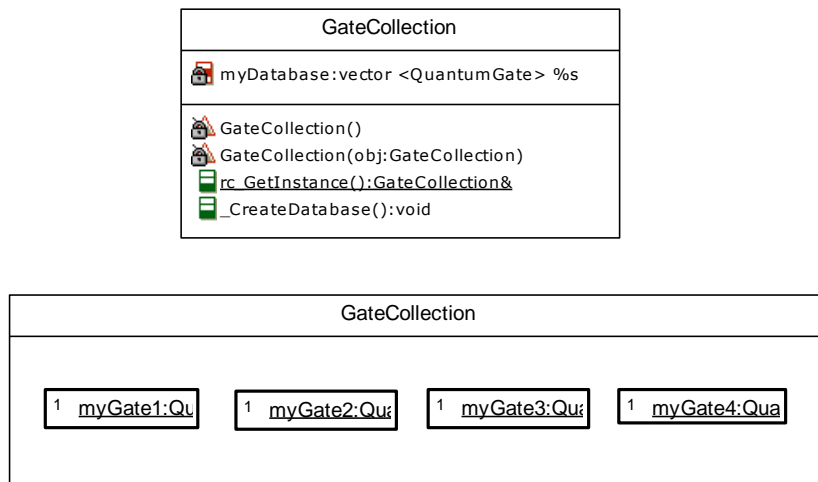 GateCollection
myDatabase:vector <QuantumGate> %s
GateCollection()
GateCollection(obj:GateCollection)
rc_GetInstance():GateCollection&
_CreateDatabase():void
GateCollection
1 myGate1:Qu
1 myGate2:Qua
1 myGate3:Qua
1 myGate4:Qua